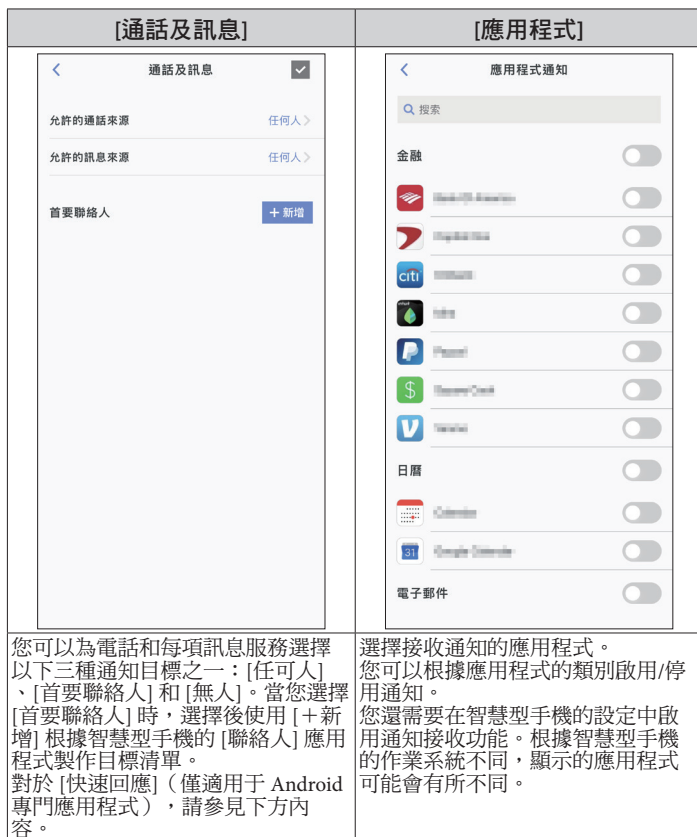 [通話及訊息]
通話及訊息
允許的通話來源
任何人
允許的訊息來源
任何人
首要聯絡人
+ 新增
您可以為電話和每項訊息服務選擇
以下三種通知目標之一：[任可人]
、[首要聯絡人] 和 [無人]。當您選擇
[首要聯絡人] 時，選擇後使用 [＋新
增] 根據智慧型手機的 [聯絡人] 應用
程式製作目標清單。
對於 [快速回應]（僅適用于 Android
專門應用程式），請參見下方內
容。
[應用程式]
應用程式通知
搜索
金融
citi
日曆
31
電子郵件
選擇接收通知的應用程式。
您可以根據應用程式的類別啟用/停
用通知。
您還需要在智慧型手機的設定中啟
用通知接收功能。根據智慧型手機
的作業系統不同，顯示的應用程式
可能會有所不同。